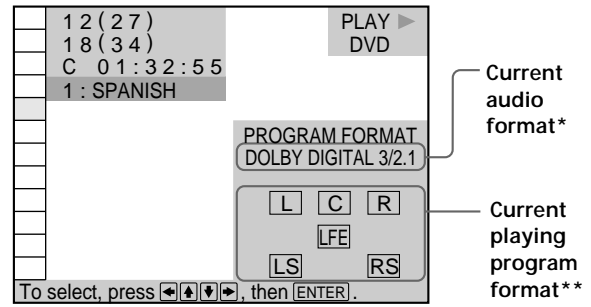 12(27)
18(34)
C 01:32:55
1: SPANISH
PLAY ▶
DVD
PROGRAM FORMAT
DOLBY DIGITAL 3/2.1
L C R
LFE
LS RS
To select, press ←↑↓→, then ENTER.
Current
audio
format*
Current
playing
program
format**